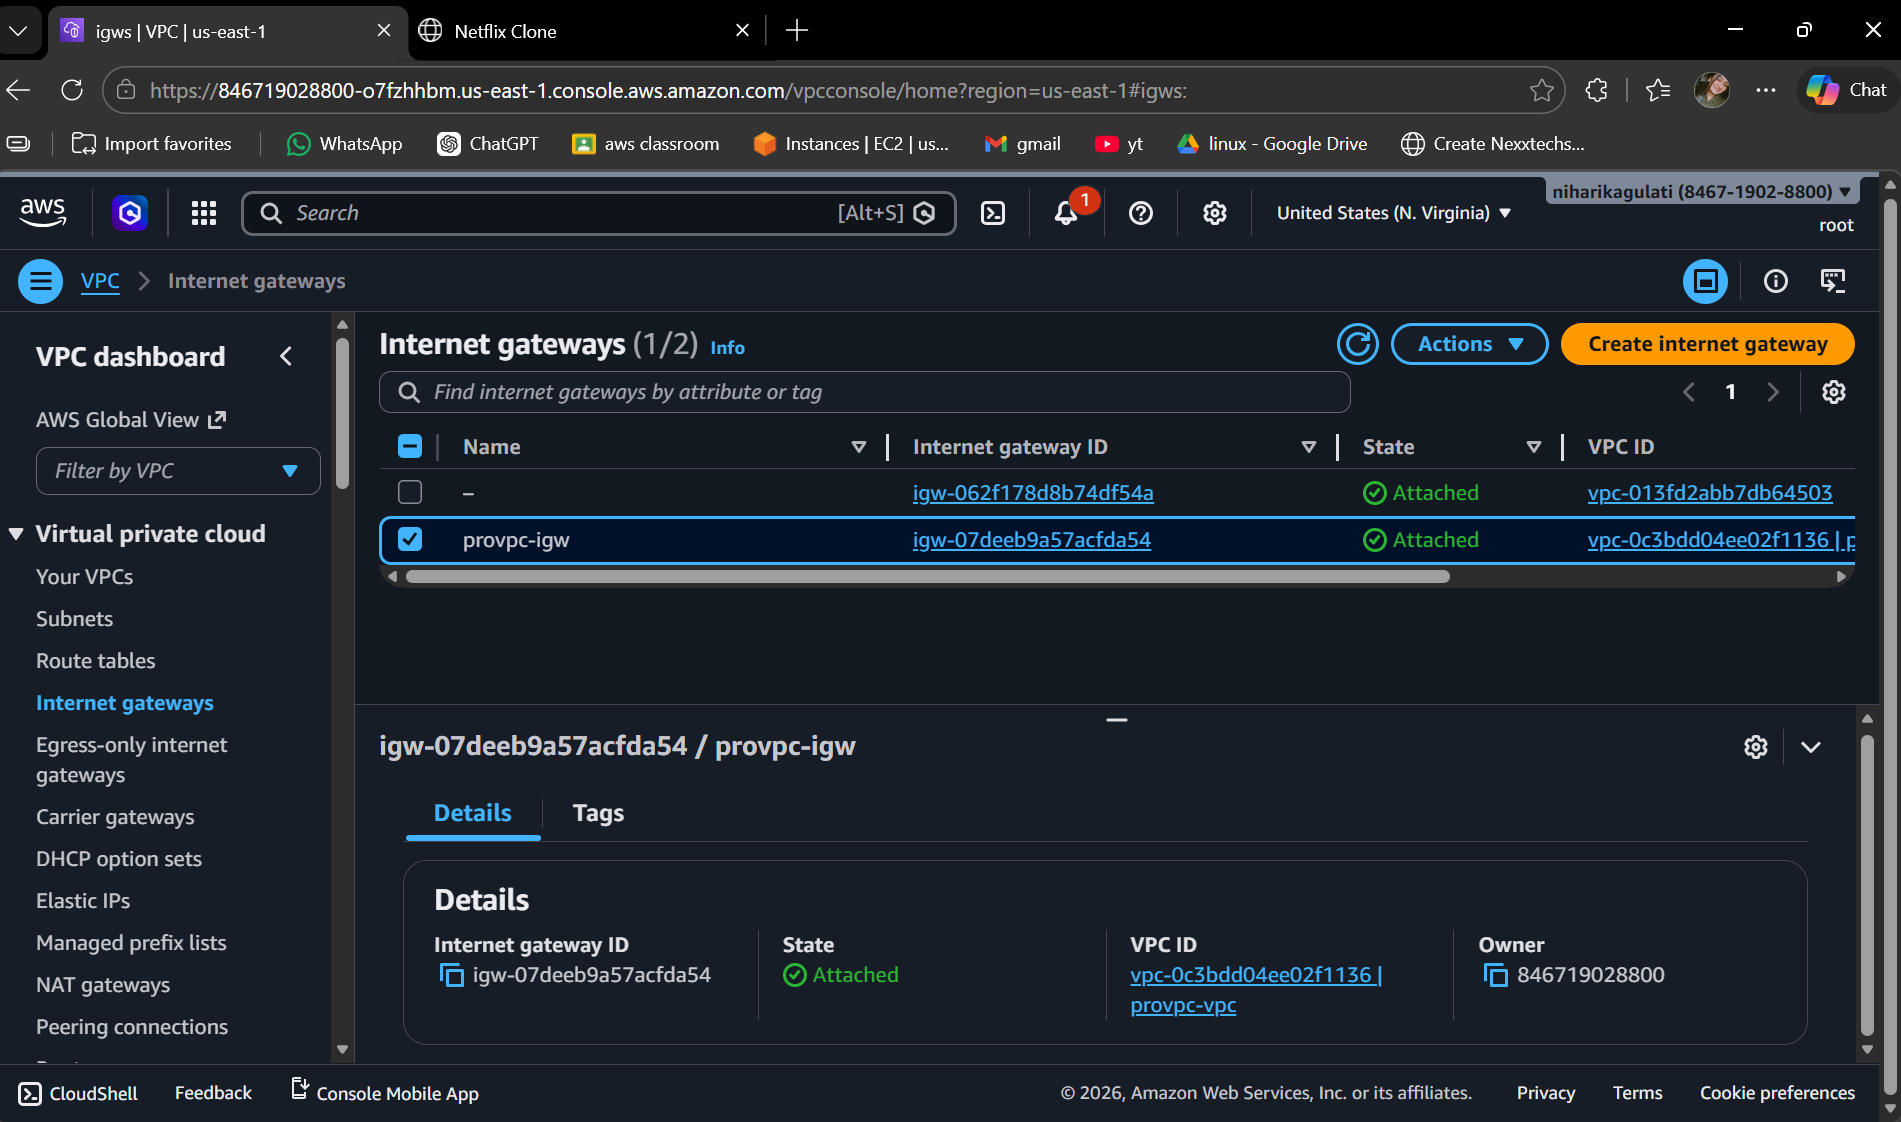 igws | VPC | us-east-1
Netflix Clone
https://846719028800-o7fzhhbm.us-east-1.console.aws.amazon.com/vpcconsole/home?region=us-east-1#igws:
Chat
Import favorites
WhatsApp
ChatGPT
aws classroom
Instances | EC2 | us...
gmail
yt
linux - Google Drive
Create Nexxtechs...
aws
Search
[Alt+S]
1
United States (N. Virginia)
niharikagulati (8467-1902-8800)
root
VPC
Internet gateways
VPC dashboard
AWS Global View
Filter by VPC
Virtual private cloud
Your VPCs
Subnets
Route tables
Internet gateways
Egress-only internet
gateways
Carrier gateways
DHCP option sets
Elastic IPs
Managed prefix lists
NAT gateways
Peering connections
Internet gateways (1/2) Info
Actions
Create internet gateway
Find internet gateways by attribute or tag
1
Name Internet gateway ID State VPC ID
– igw-062f178d8b74df54a Attached vpc-013fd2abb7db64503
provpc-igw igw-07deeb9a57acfda54 Attached vpc-0c3bdd04ee02f1136 | p
igw-07deeb9a57acfda54 / provpc-igw
Details
Tags
Details
Internet gateway ID
igw-07deeb9a57acfda54
State
Attached
VPC ID
vpc-0c3bdd04ee02f1136 |
provpc-vpc
Owner
846719028800
CloudShell
Feedback
Console Mobile App
© 2026, Amazon Web Services, Inc. or its affiliates.
Privacy
Terms
Cookie preferences